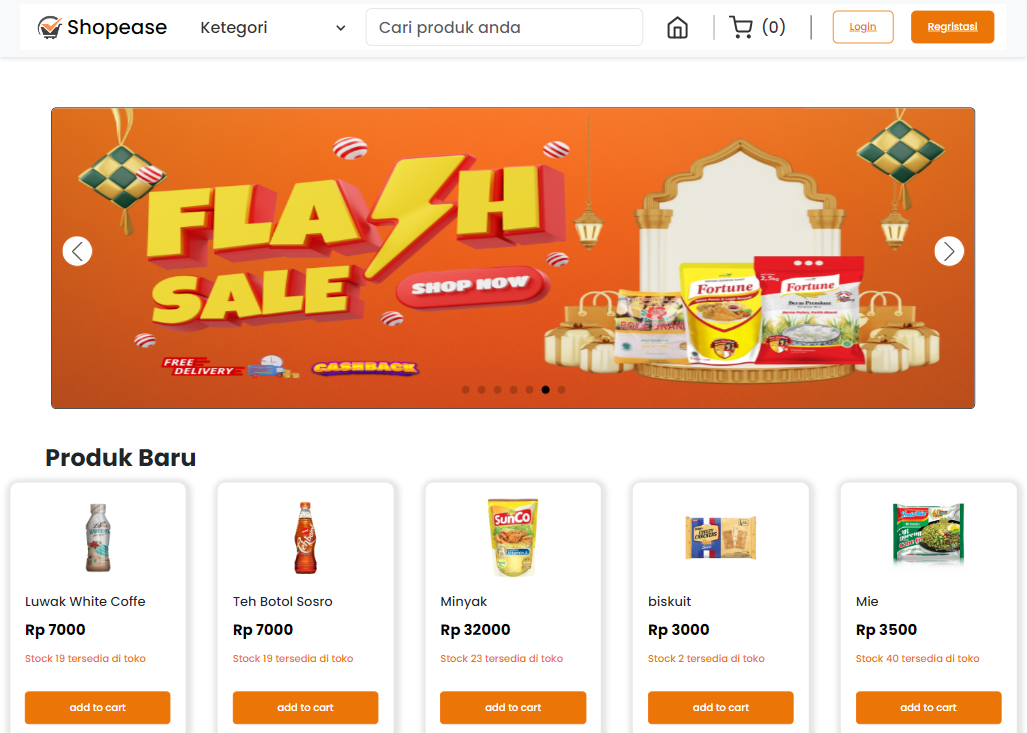 Shopease
Ketegori
Cari produk anda
(0)
Login
Regristasi
FLASH
SALE
SHOP NOW
FREE
DELIVERY
CASHBACK
Fortune
2,5kg
Fortune
Beras Premium
Produk Baru
SunCo
Luwak White Coffe
Teh Botol Sosro
Minyak
biskuit
Mie
Rp 7000
Rp 7000
Rp 32000
Rp 3000
Rp 3500
Stock 19 tersedia di toko
Stock 19 tersedia di toko
Stock 23 tersedia di toko
Stock 2 tersedia di toko
Stock 40 tersedia di toko
add to cart
add to cart
add to cart
add to cart
add to cart